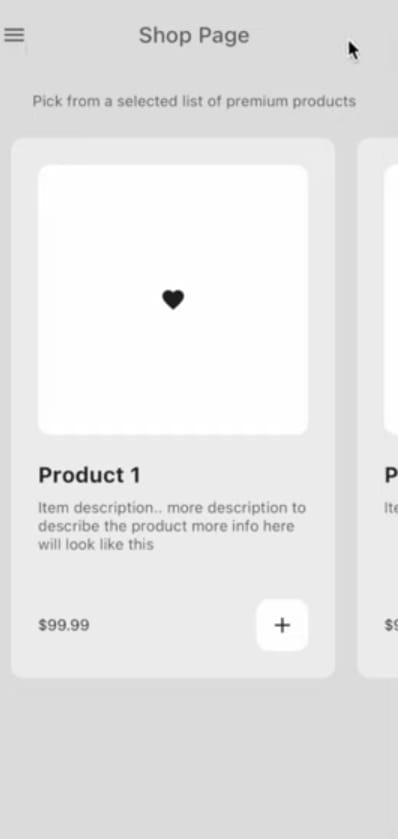 Shop Page
Pick from a selected list of premium products
Product 1
Item description.. more description to
describe the product more info here
will look like this
$99.99
+
P
Ite
$9